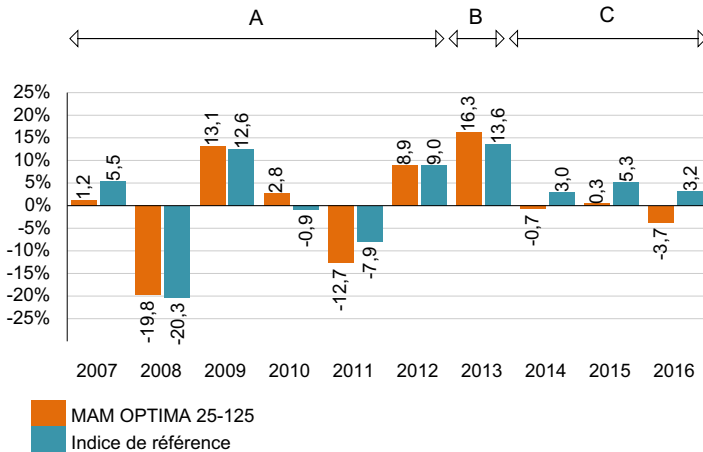 A B C
25%
20%
15%
10%
5%
0%
-5%
-10%
-15%
-20%
-25%
1,2 5,5 -19,8 -20,3 13,1 12,6 2,8 -0,9 -12,7 -7,9 8,9 9,0 16,3 13,6 -0,7 3,0 0,3 5,3 -3,7 3,2
2007 2008 2009 2010 2011 2012 2013 2014 2015 2016
MAM OPTIMA 25-125
Indice de référence